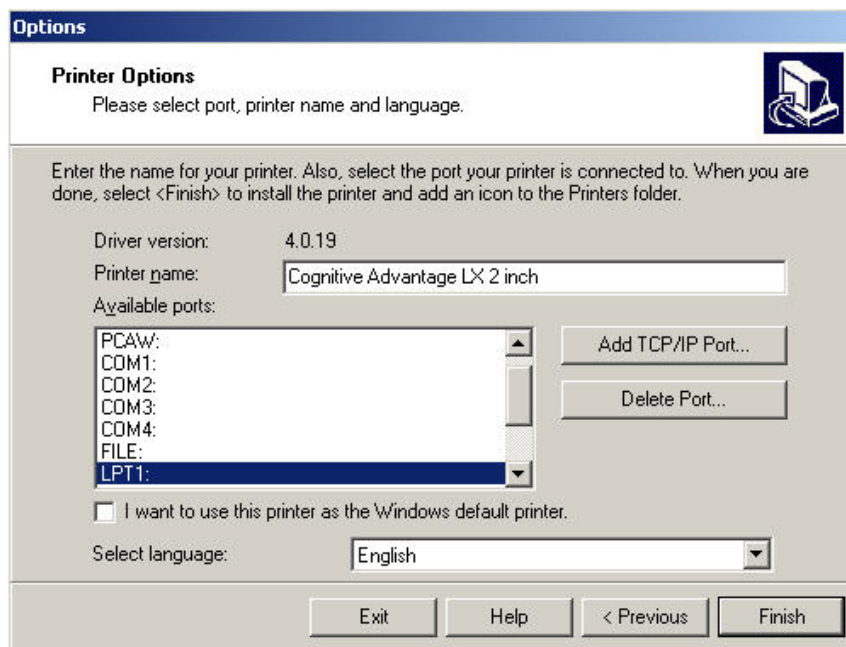 Options
Printer Options
Please select port, printer name and language.
Enter the name for your printer. Also, select the port your printer is connected to. When you are
done, select <Finish> to install the printer and add an icon to the Printers folder.
Driver version: 4.0.19
Printer name: Cognitive Advantage LX 2 inch
Available ports:
PCAW:
COM1:
COM2:
COM3:
COM4:
FILE:
LPT1:
Add TCP/IP Port...
Delete Port...
I want to use this printer as the Windows default printer.
Select language: English
Exit Help < Previous Finish